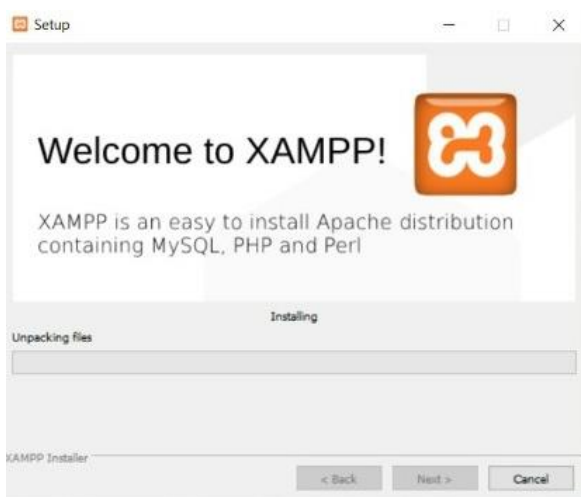 Setup
Welcome to XAMPP!
XAMPP is an easy to install Apache distribution
containing MySQL, PHP and Perl
Installing
Unpacking files
XAMPP Installer
< Back
Next >
Cancel